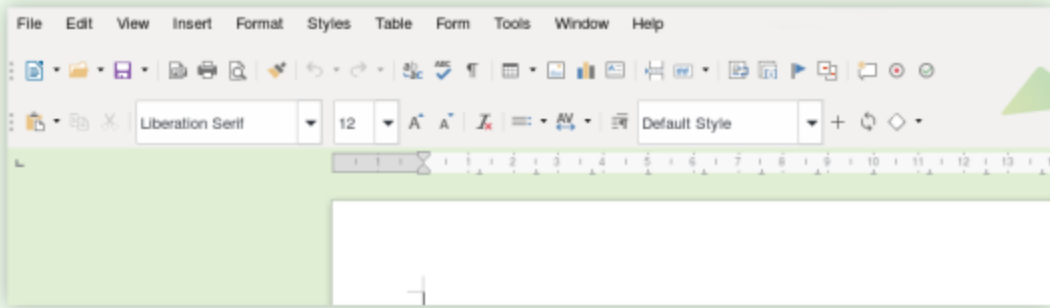 File Edit View Insert Format Styles Table Form Tools Window Help
Liberation Serif 12 Default Style
1 1 2 3 4 5 6 7 8 9 10 11 12 13